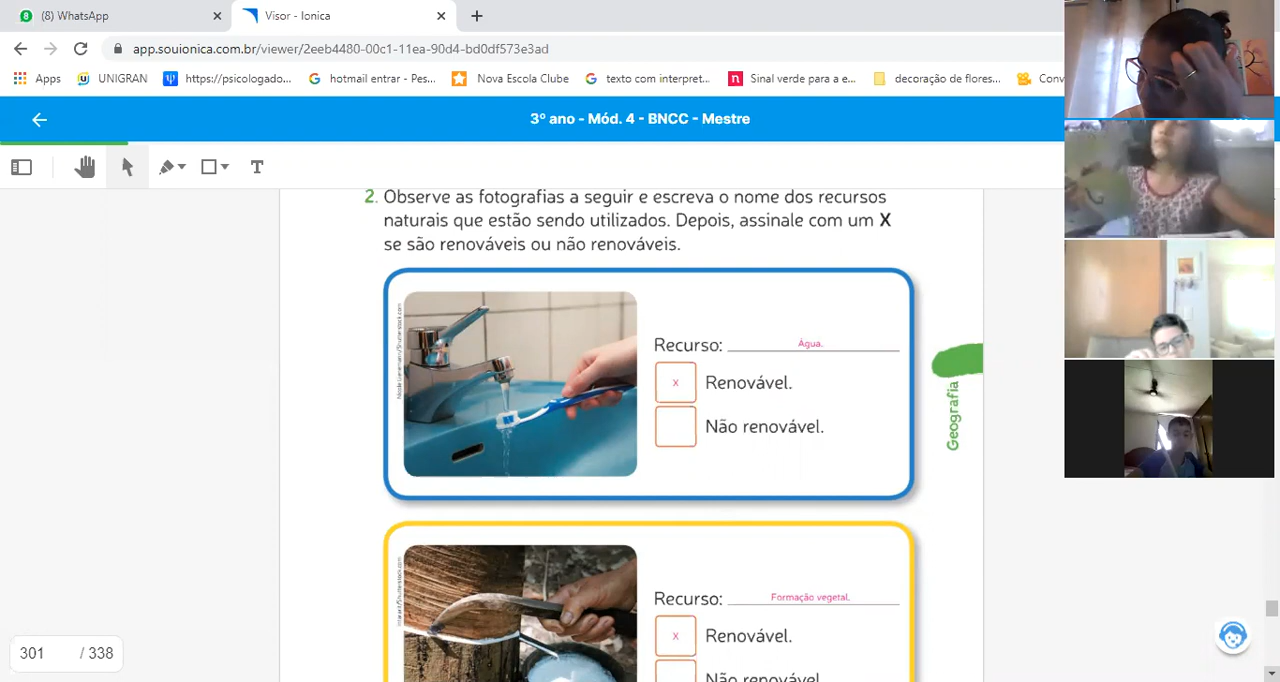 (8) WhatsApp
Visor - Ionica
app.souionica.com.br/viewer/2eeb4480-00c1-11ea-90d4-bd0df573e3ad
Apps
UNIGRAN
https://psicologado...
hotmail entrar - Pes...
Nova Escola Clube
texto com interpret...
Sinal verde para a e...
decoração de flores...
Conv
3º ano - Mód. 4 - BNCC - Mestre
T
2. Observe as fotografias a seguir e escreva o nome dos recursos
naturais que estão sendo utilizados. Depois, assinale com um X
se são renováveis ou não renováveis.
Recurso: Água.
x Renovável.
Não renovável.
Geografia
Recurso: Formação vegetal.
x Renovável.
Não renovável.
301 / 338